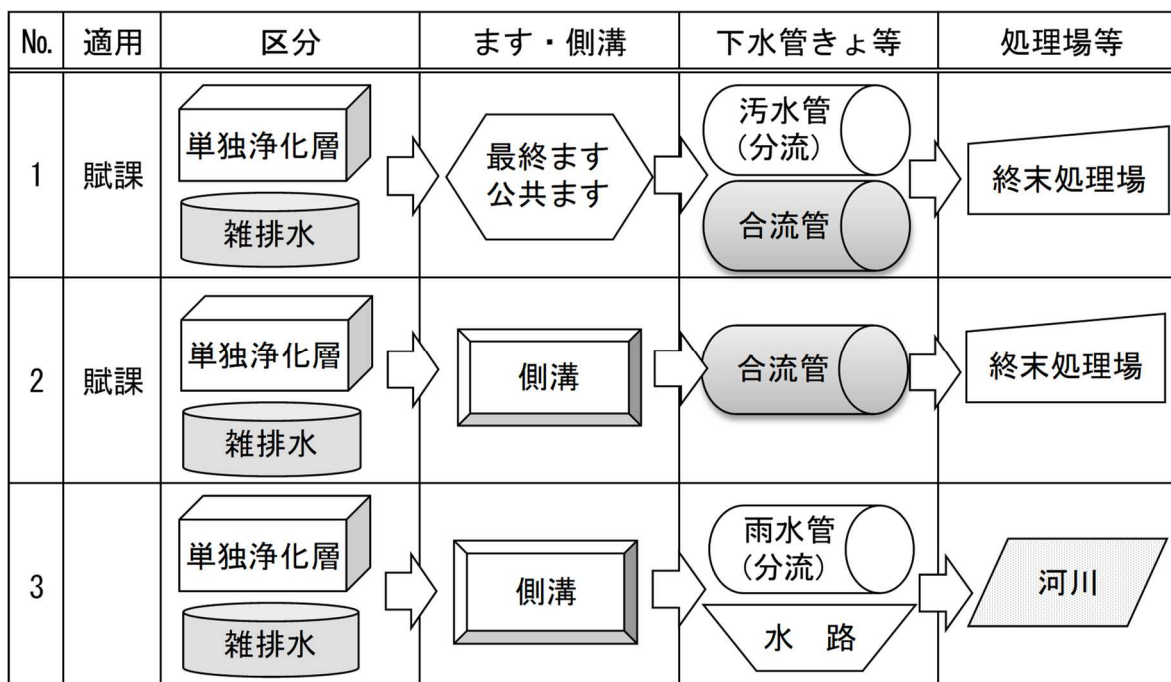 No. 適用 区分 ます・側溝 下水管きょ等 処理場等
1 賦課
単独浄化層
雑排水
最終ます
公共ます
汚水管
(分流)
合流管
終末処理場
2 賦課
単独浄化層
雑排水
側溝
合流管
終末処理場
3
単独浄化層
雑排水
側溝
雨水管
(分流)
水 路
河川